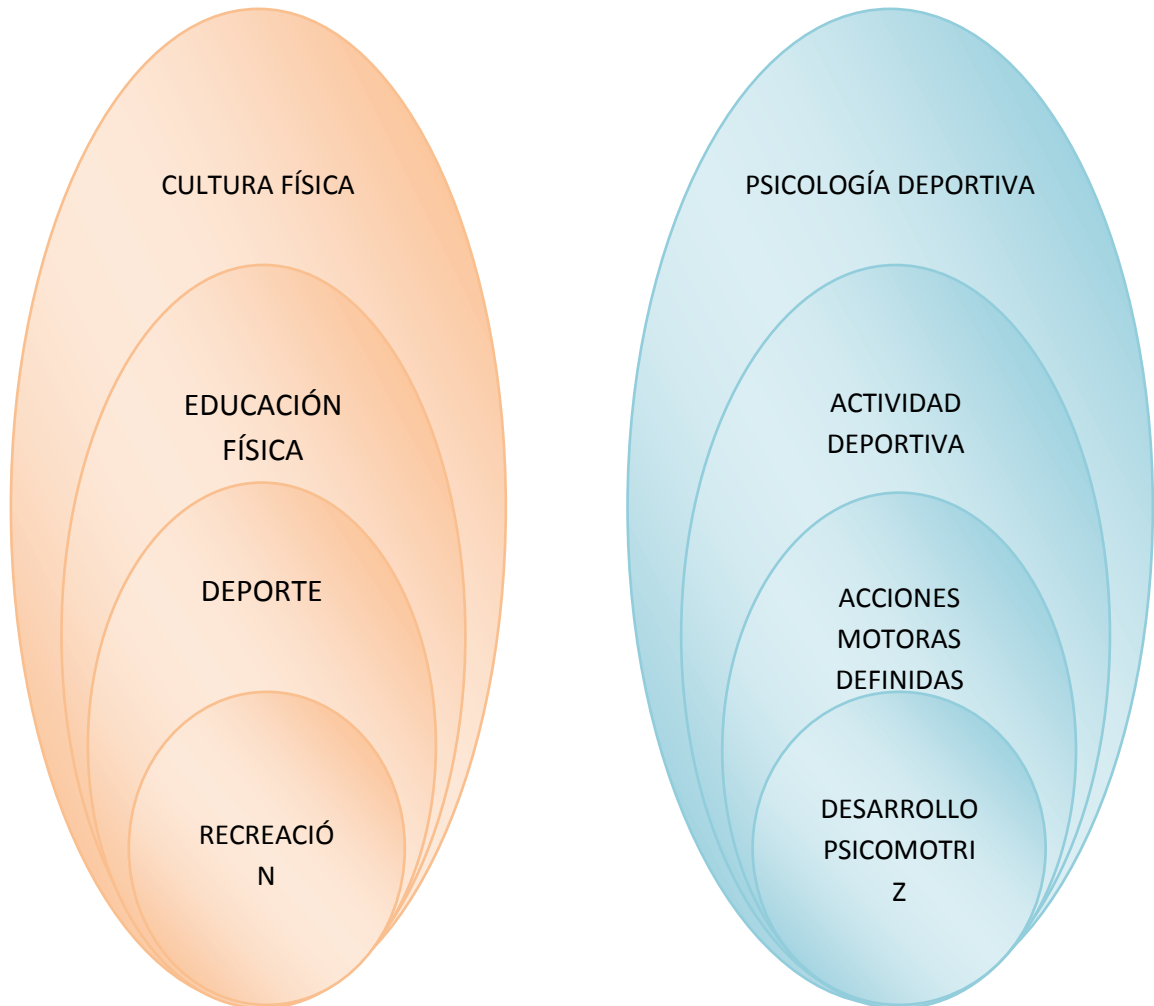 CULTURA FÍSICA
EDUCACIÓN
FÍSICA
DEPORTE
RECREACIÓ
N
PSICOLOGÍA DEPORTIVA
ACTIVIDAD
DEPORTIVA
ACCIONES
MOTORAS
DEFINIDAS
DESARROLLO
PSICOMOTRI
Z